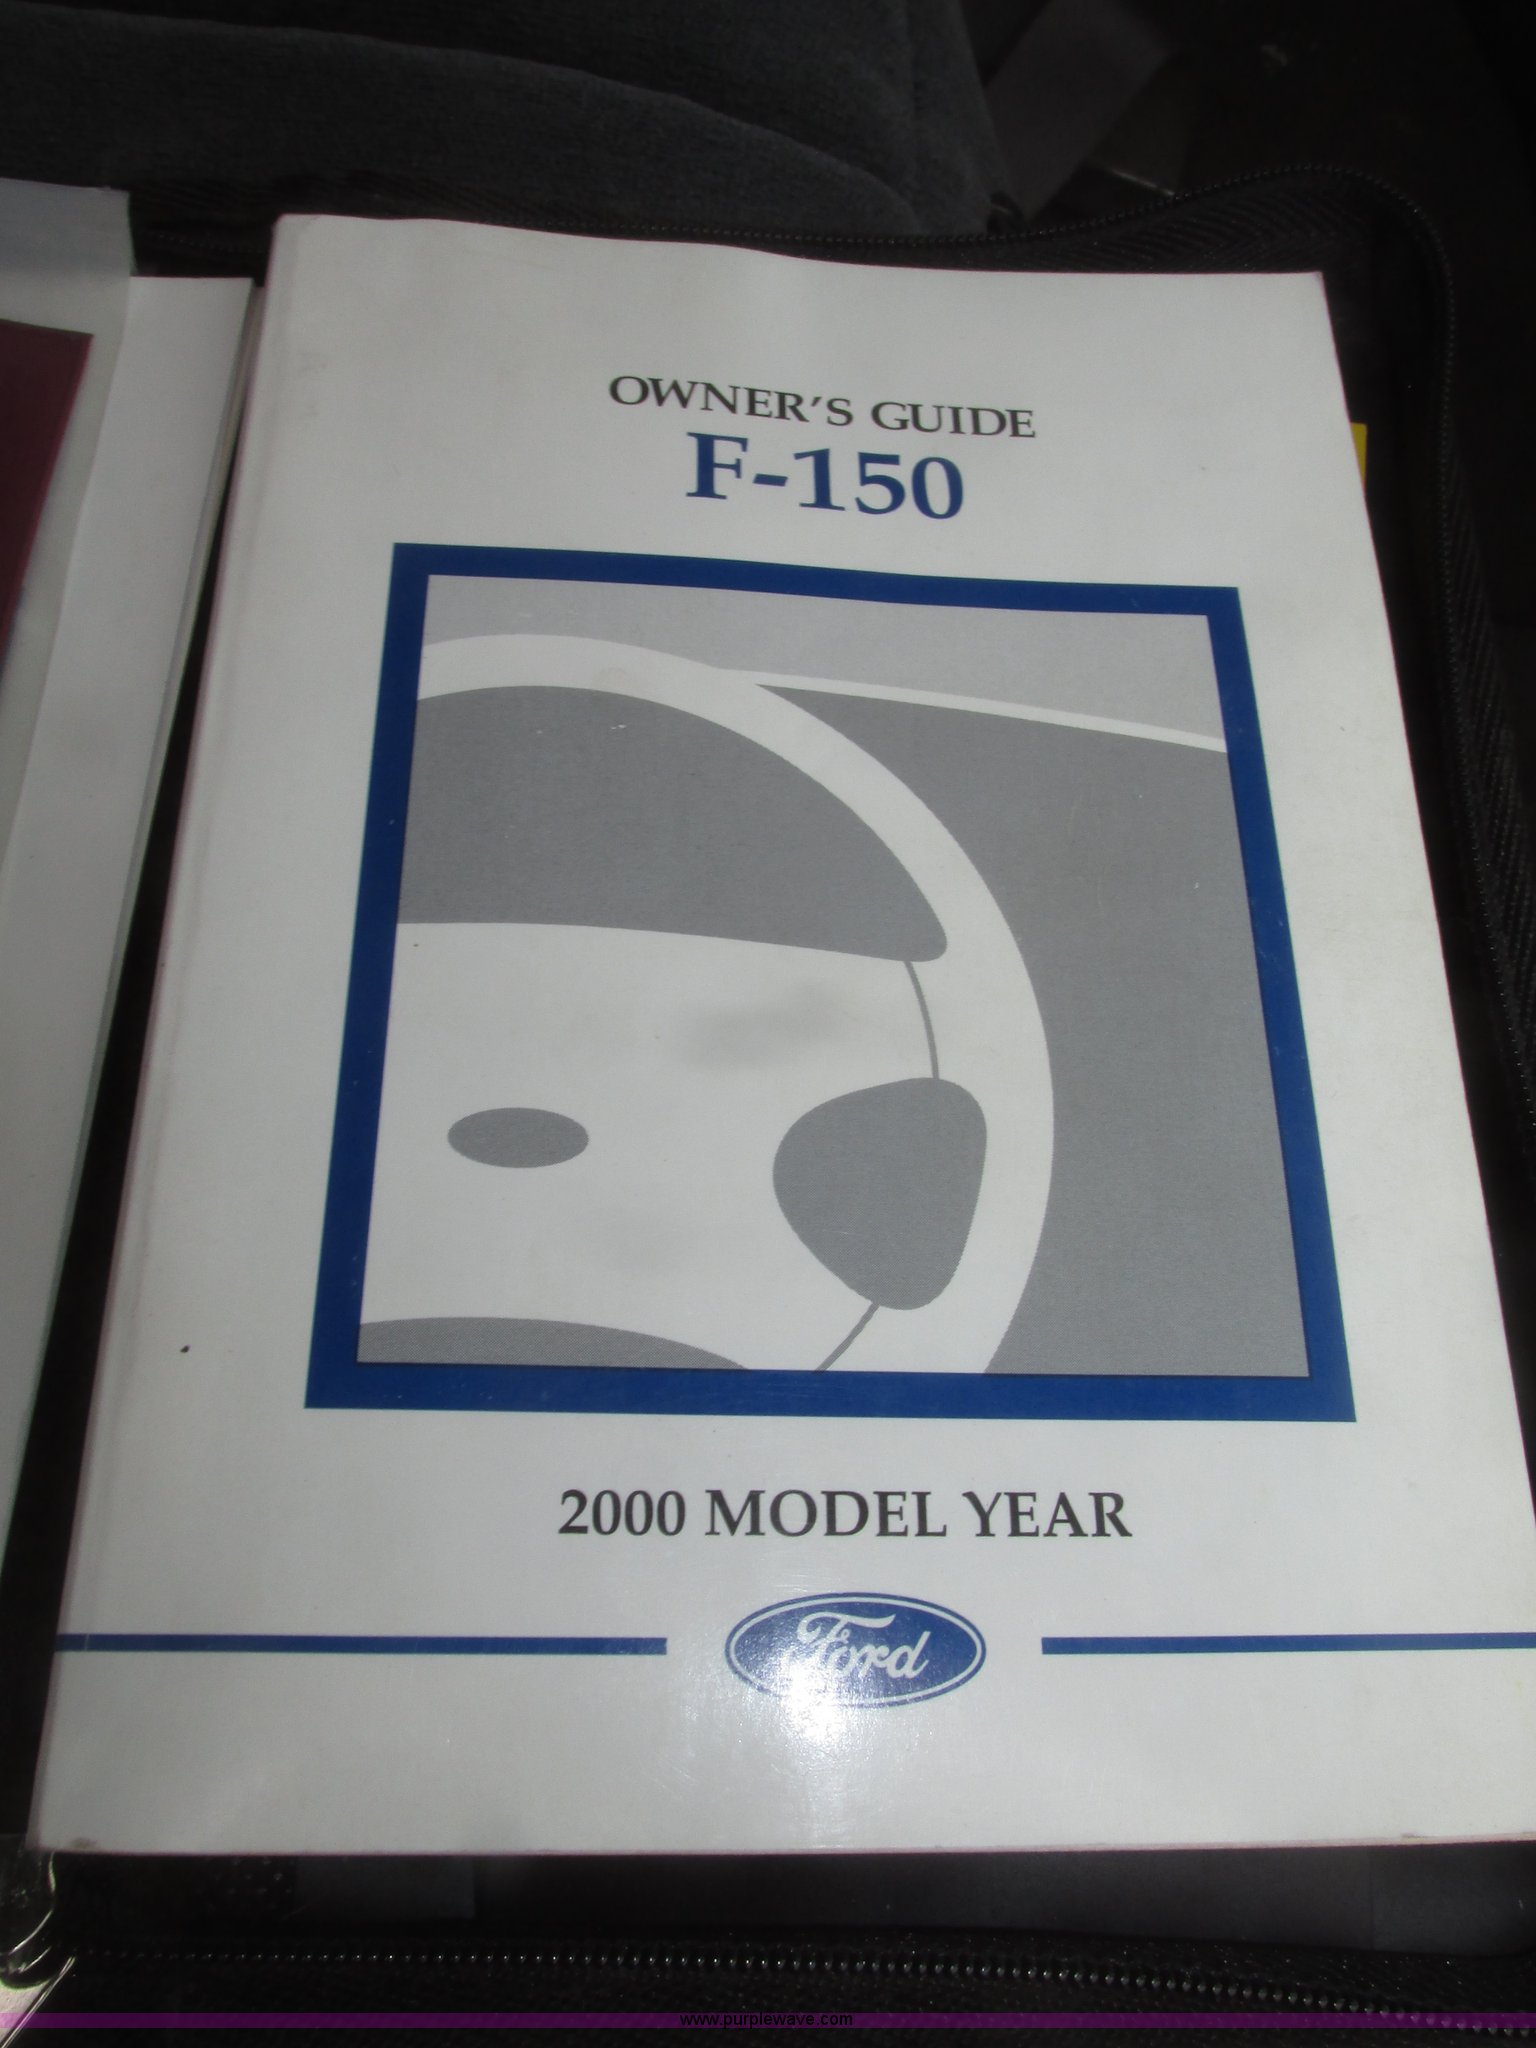 OWNER'S GUIDE
F-150
2000 MODEL YEAR
Ford
www.purplewave.com